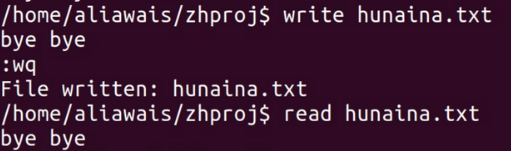 /home/aliawais/zhproj$ write hunaina.txt
bye bye
:wq
File written: hunaina.txt
/home/aliawais/zhproj$ read hunaina.txt
bye bye